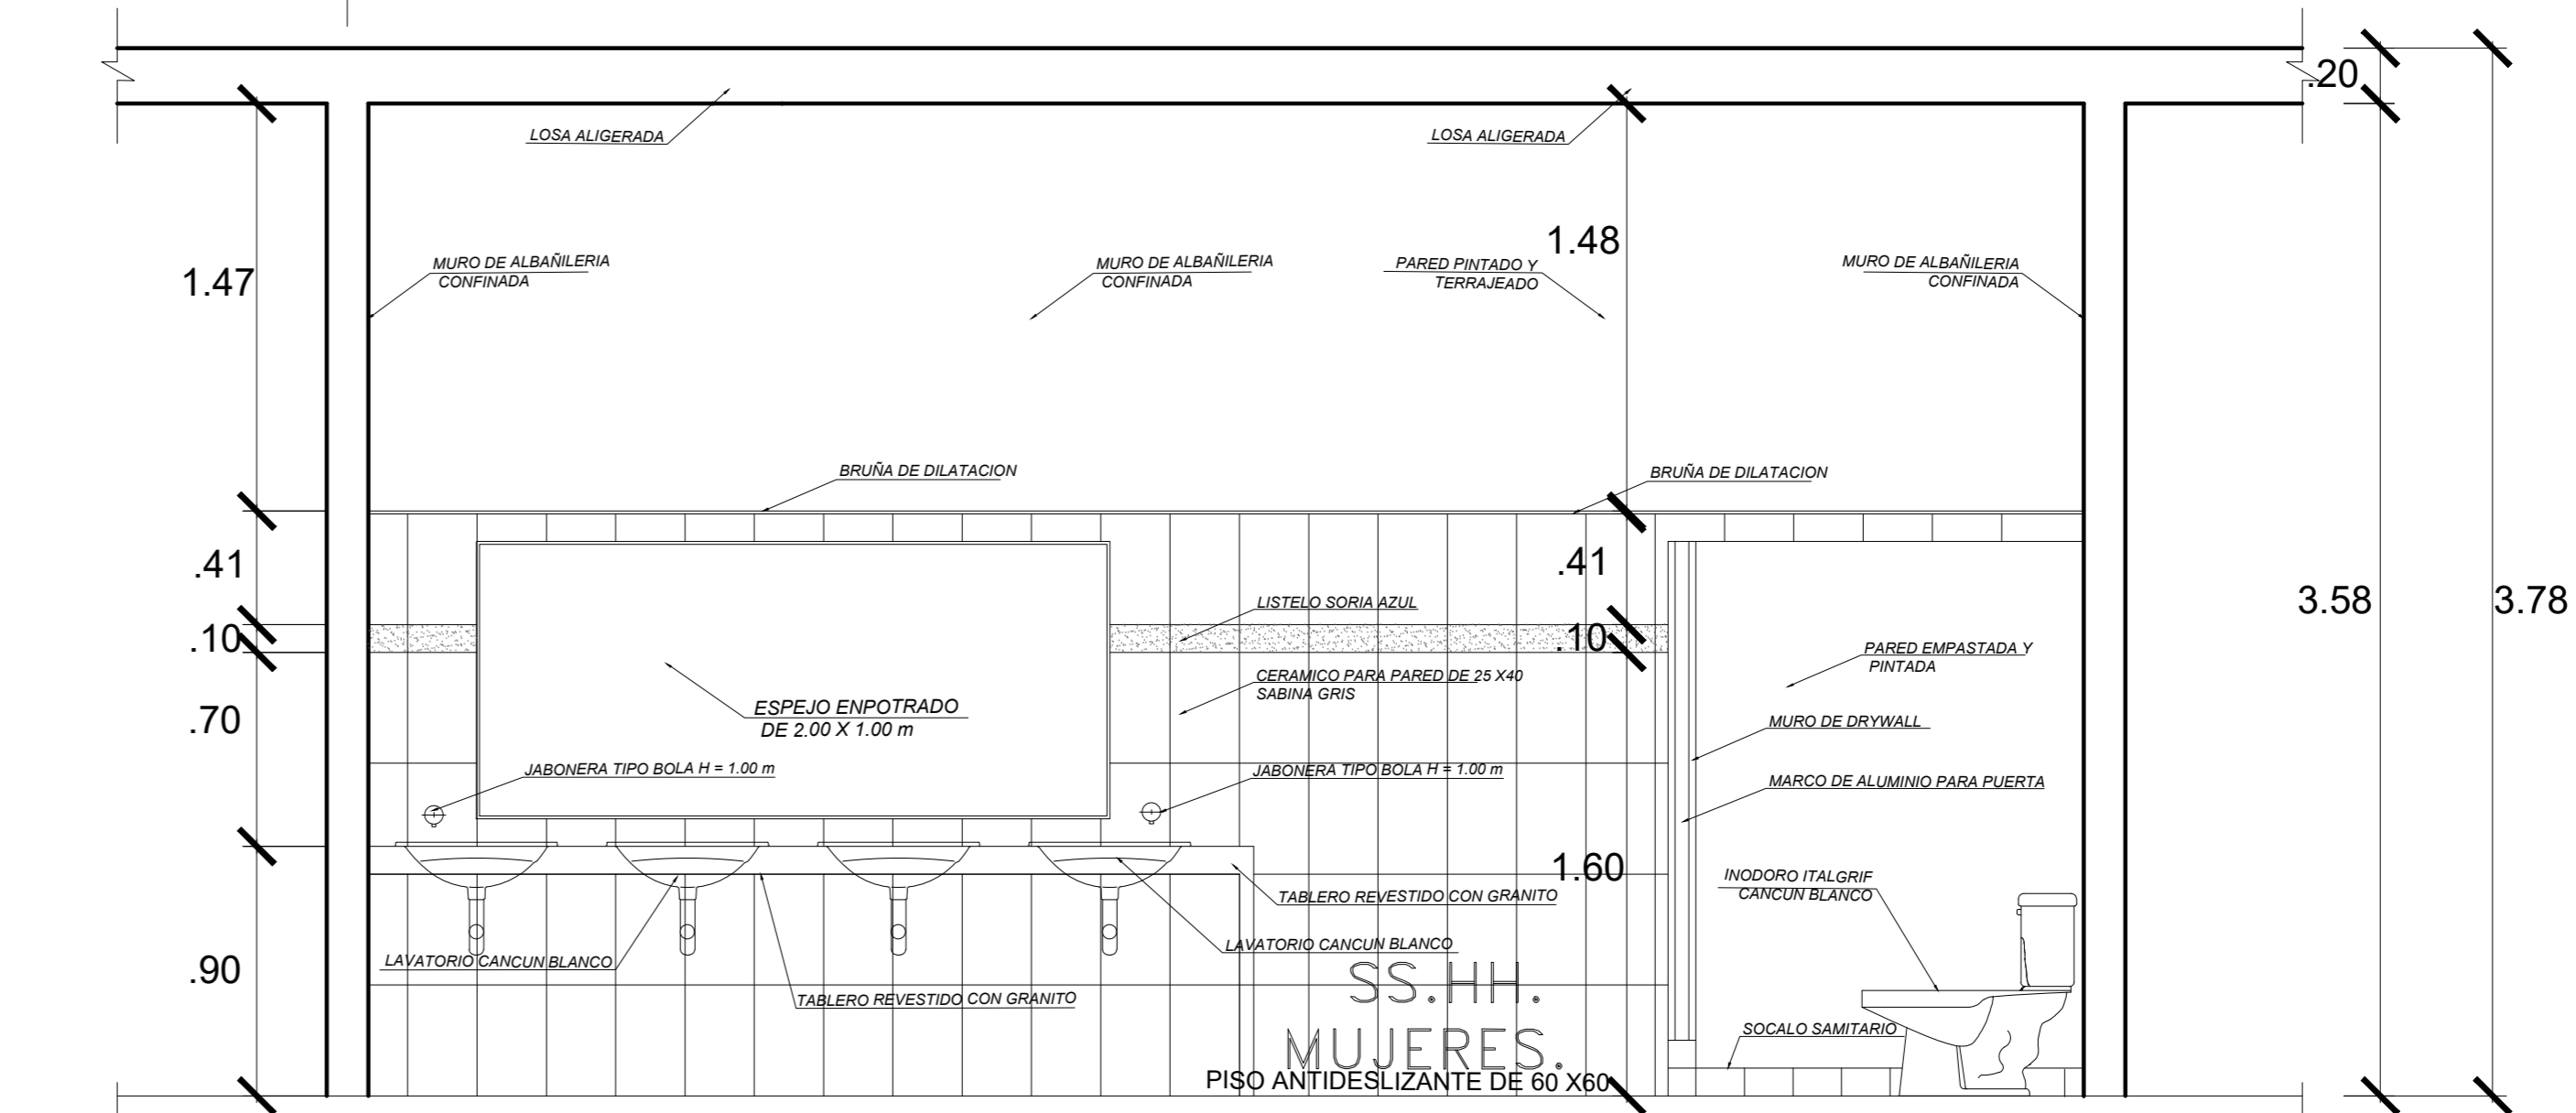 .20
LOSA ALIGERADA
LOSA ALIGERADA
1.48
1.47
MURO DE ALBAÑILERIA
CONFINADA
MURO DE ALBAÑILERIA
CONFINADA
PARED PINTADO Y
TERRAJEADO
MURO DE ALBAÑILERIA
CONFINADA
BRUÑA DE DILATACION
BRUÑA DE DILATACION
.41
.41
LISTELO SORIA AZUL
3.58
3.78
.10
.10
PARED EMPASTADA Y
PINTADA
CERAMICO PARA PARED DE 25 X40
SABINA GRIS
ESPEJO ENPOTRADO
DE 2.00 X 1.00 m
.70
MURO DE DRYWALL
JABONERA TIPO BOLA H = 1.00 m
JABONERA TIPO BOLA H = 1.00 m
MARCO DE ALUMINIO PARA PUERTA
1.60
INODORO ITALGRIF
CANCUN BLANCO
TABLERO REVESTIDO CON GRANITO
LAVATORIO CANCUN BLANCO
LAVATORIO CANCUN BLANCO
.90
TABLERO REVESTIDO CON GRANITO
SS.HH.
MUJERES.
SOCALO SAMITARIO
PISO ANTIDESLIZANTE DE 60 X60